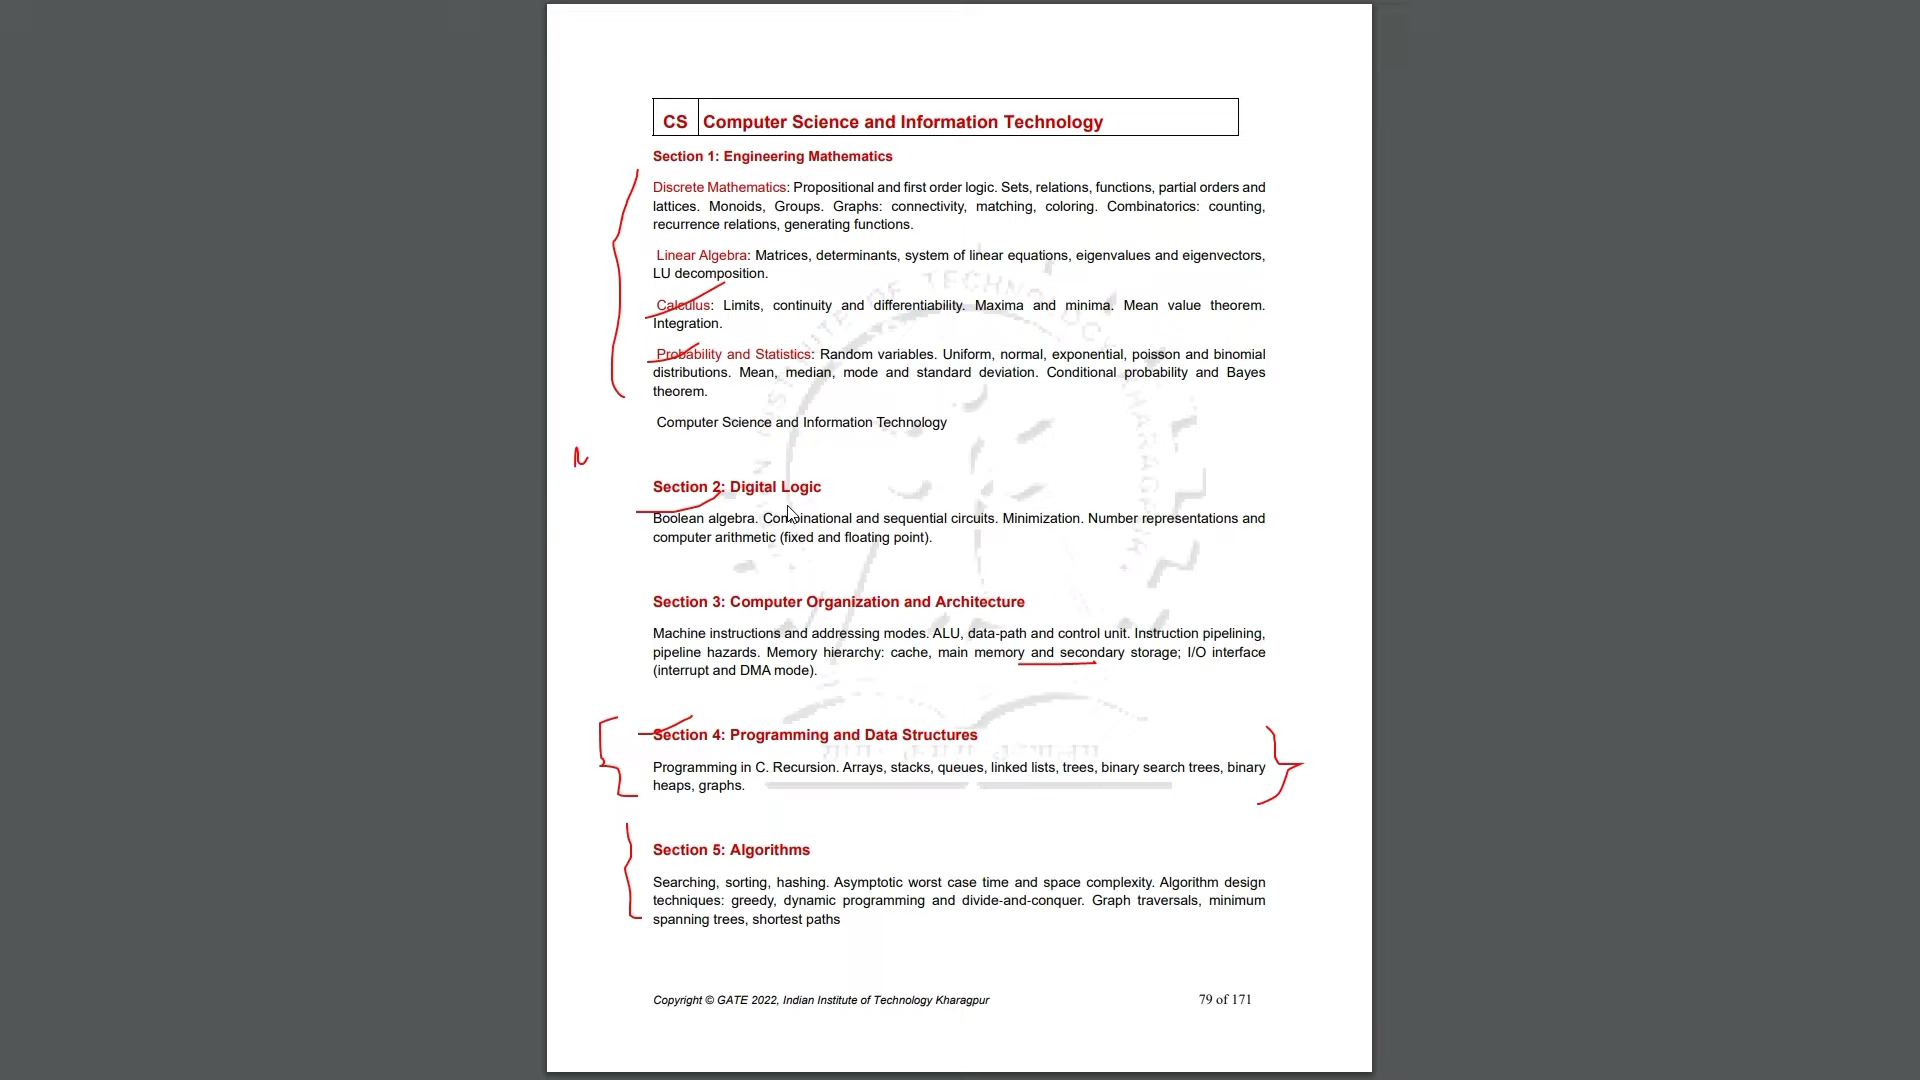 CS Computer Science and Information Technology
Section 1: Engineering Mathematics
Discrete Mathematics: Propositional and first order logic. Sets, relations, functions, partial orders and
lattices. Monoids, Groups. Graphs: connectivity, matching, coloring. Combinatorics: counting,
recurrence relations, generating functions.
Linear Algebra: Matrices, determinants, system of linear equations, eigenvalues and eigenvectors,
LU decomposition.
Calculus: Limits, continuity and differentiability. Maxima and minima. Mean value theorem.
Integration.
Probability and Statistics: Random variables. Uniform, normal, exponential, poisson and binomial
distributions. Mean, median, mode and standard deviation. Conditional probability and Bayes
theorem.
Computer Science and Information Technology
Section 2: Digital Logic
Boolean algebra. Combinational and sequential circuits. Minimization. Number representations and
computer arithmetic (fixed and floating point).
Section 3: Computer Organization and Architecture
Machine instructions and addressing modes. ALU, data-path and control unit. Instruction pipelining,
pipeline hazards. Memory hierarchy: cache, main memory and secondary storage; I/O interface
(interrupt and DMA mode).
Section 4: Programming and Data Structures
Programming in C. Recursion. Arrays, stacks, queues, linked lists, trees, binary search trees, binary
heaps, graphs.
Section 5: Algorithms
Searching, sorting, hashing. Asymptotic worst case time and space complexity. Algorithm design
techniques: greedy, dynamic programming and divide-and-conquer. Graph traversals, minimum
spanning trees, shortest paths
Copyright © GATE 2022, Indian Institute of Technology Kharagpur 79 of 171